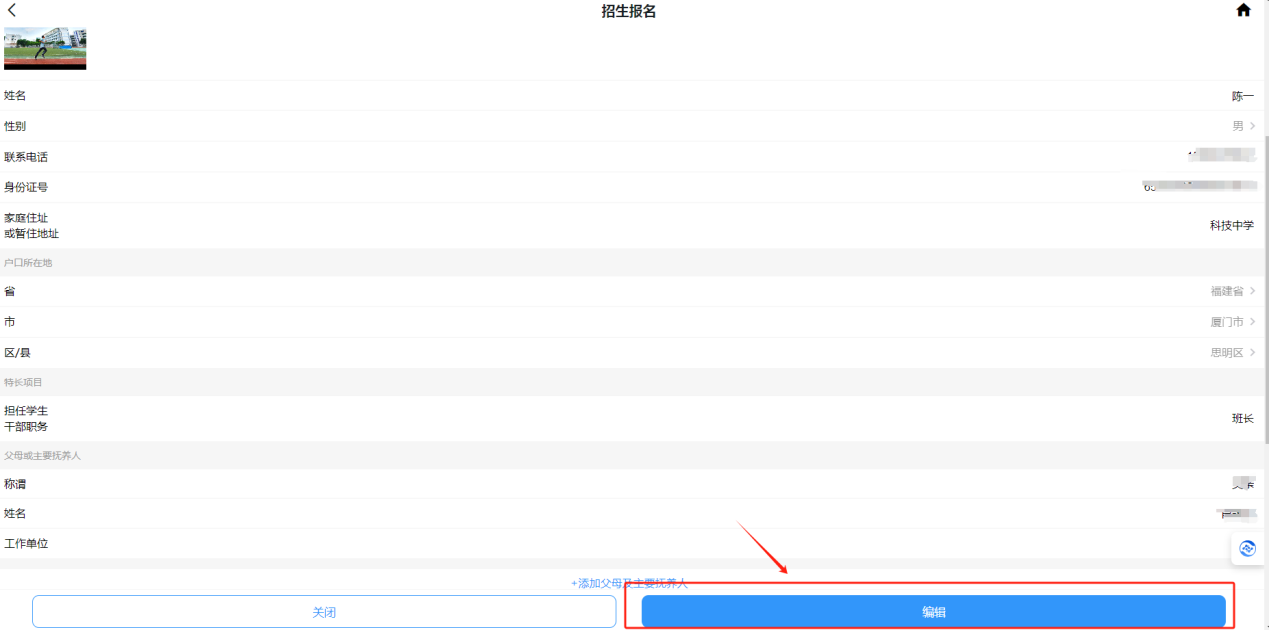 招生报名
姓名
陈一
性别
男
联系电话
身份证号
家庭住址
或暂住地址
科技中学
户口所在地
省
福建省
市
厦门市
区/县
思明区
特长项目
担任学生
干部职务
班长
父母或主要抚养人
称谓
姓名
工作单位
+添加父母及主要抚养人
关闭
编辑